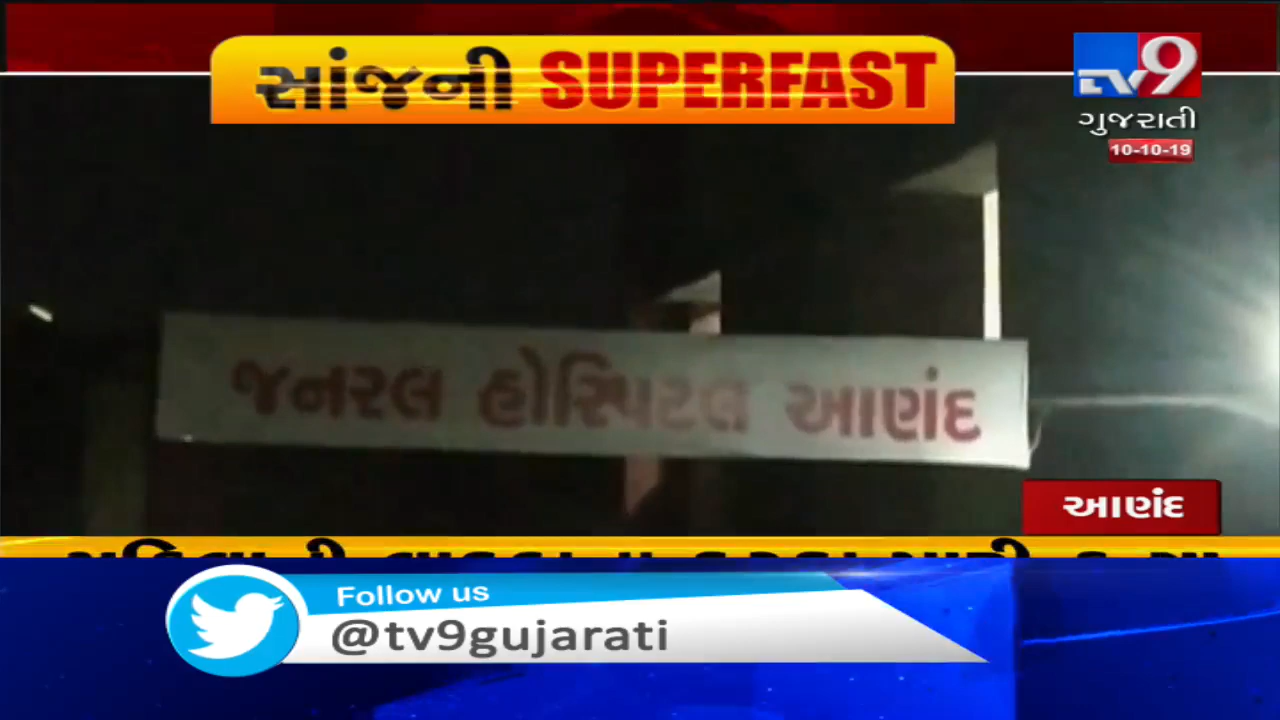 સાંજની SUPERFAST
TV9
ગુજરાતી
10-10-19
જનરલ હોસ્પિટલ આણંદ
આણંદ
Follow us
@tv9gujarati